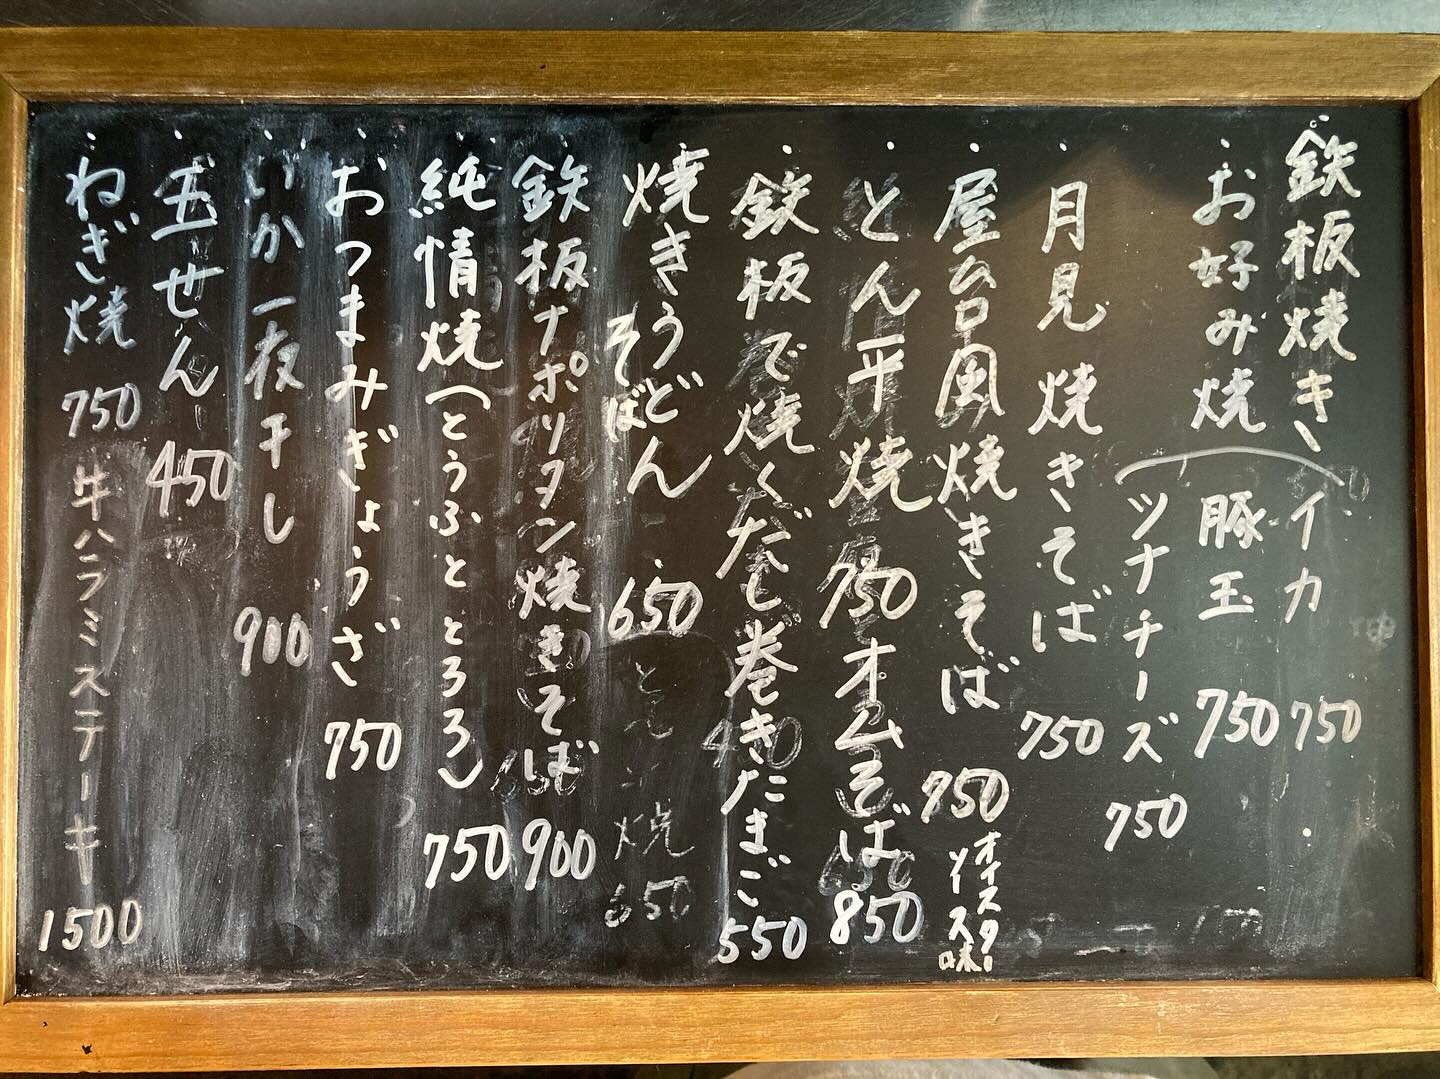 鉄板焼き
イカ 750
お好み焼
豚玉 750
ツナチーズ 750
月見焼きそば 750
屋台風焼きそば 750
オイスターソース味
とん平焼 750
オムそば 850
鉄板で焼くだし巻きたまご 550
焼きうどん 650
そば
鉄板ナポリタン焼きそば 900
純情焼(とうふととろろ) 750
おつまみぎょうざ 750
いか一夜干し 900
玉せん 450
ねぎ焼 750
牛ハラミステーキ 1500